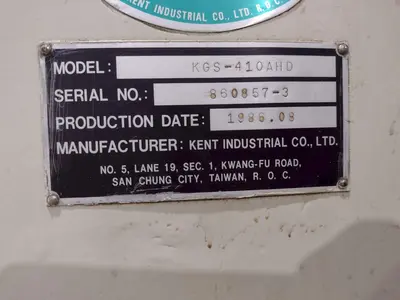 KENT INDUSTRIAL CO., LTD., R.O.C.
MODEL: KGS-410AHD
SERIAL NO.: 860857-3
PRODUCTION DATE: 1986.08
MANUFACTURER: KENT INDUSTRIAL CO., LTD.
NO. 5, LANE 19, SEC. 1, KWANG-FU ROAD,
SAN CHUNG CITY, TAIWAN, R. O. C.